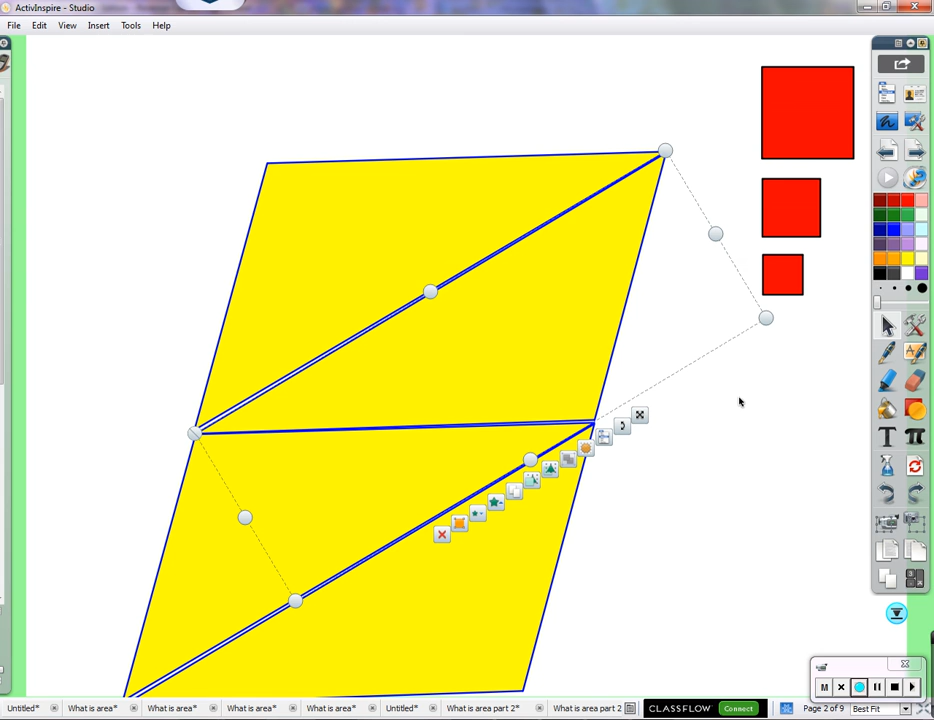 ActivInspire - Studio
File Edit View Insert Tools Help
T π
M
Untitled* What is area* What is area* What is area* What is area* Untitled* What is area part 2* What is area part 2 CLASSFLOW Connect Page 2 of 9 Best Fit